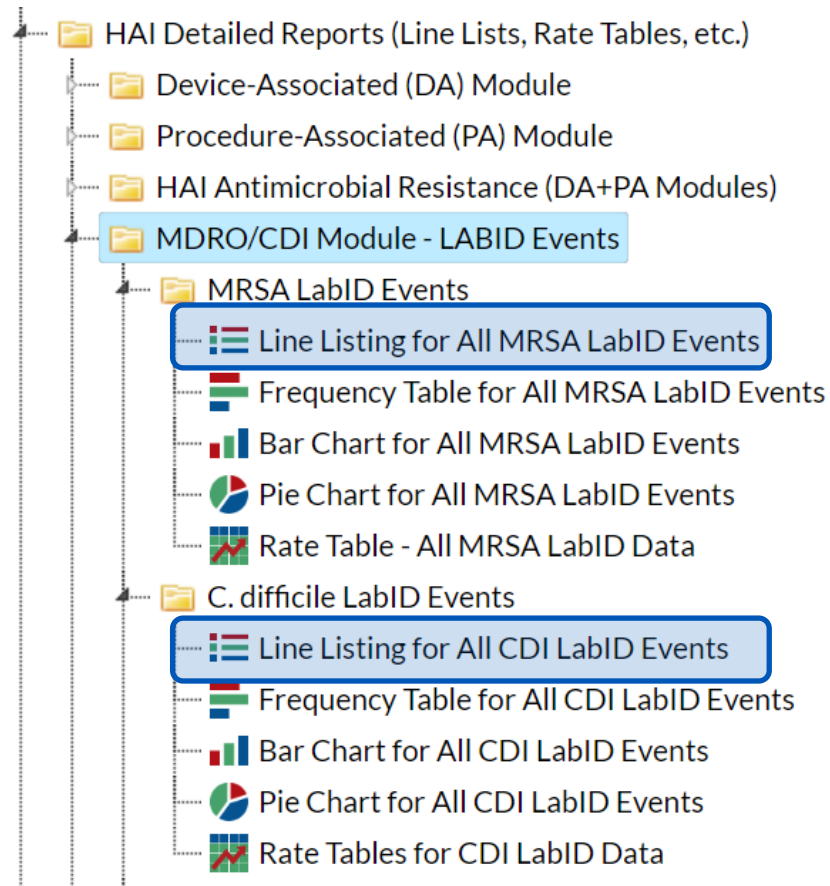 HAI Detailed Reports (Line Lists, Rate Tables, etc.)
Device-Associated (DA) Module
Procedure-Associated (PA) Module
HAI Antimicrobial Resistance (DA+PA Modules)
MDRO/CDI Module - LABID Events
MRSA LabID Events
Line Listing for All MRSA LabID Events
Frequency Table for All MRSA LabID Events
Bar Chart for All MRSA LabID Events
Pie Chart for All MRSA LabID Events
Rate Table - All MRSA LabID Data
C. difficile LabID Events
Line Listing for All CDI LabID Events
Frequency Table for All CDI LabID Events
Bar Chart for All CDI LabID Events
Pie Chart for All CDI LabID Events
Rate Tables for CDI LabID Data